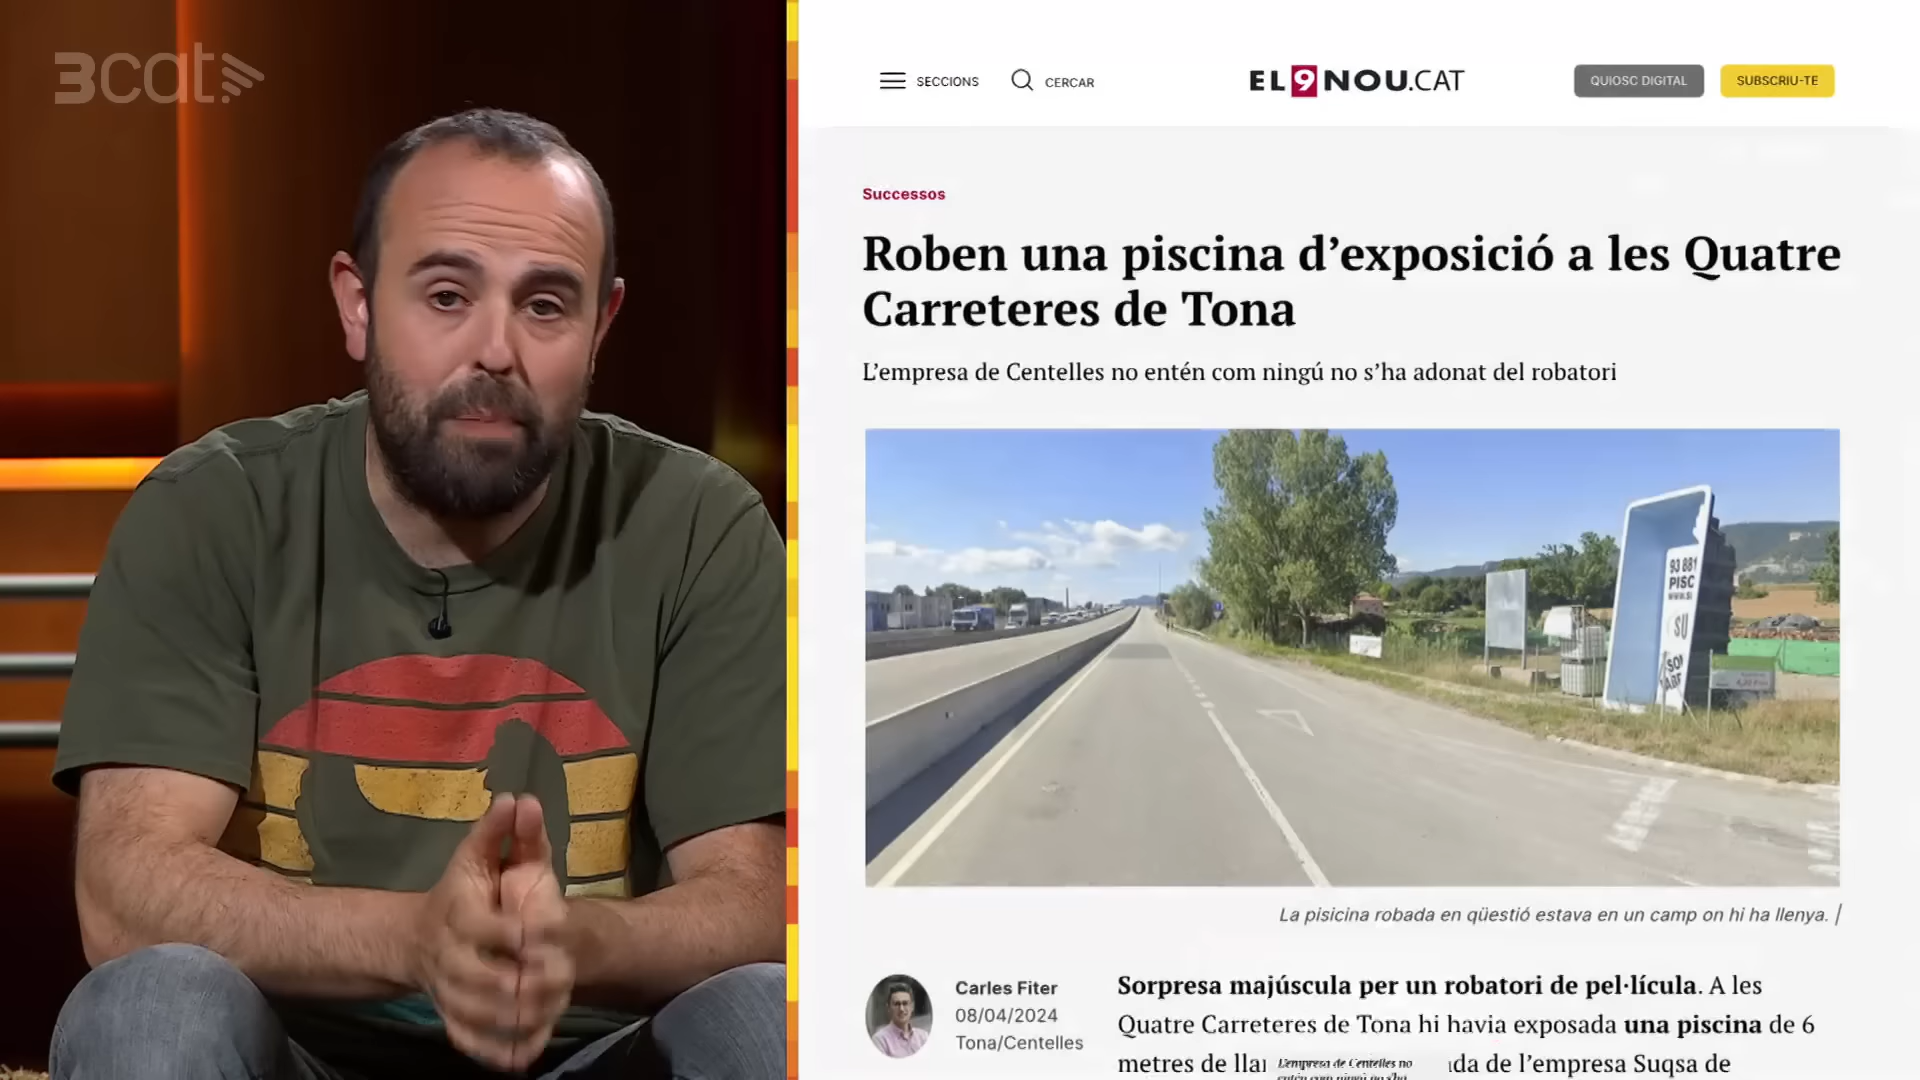 3cat
SECCIONS
CERCAR
EL9NOU.CAT
QUIOSC DIGITAL
SUBSCRIU-TE
Successos
Roben una piscina d’exposició a les Quatre
Carreteres de Tona
L’empresa de Centelles no entén com ningú no s’ha adonat del robatori
93 881
PISC
WWW.S
SU
SO
ABF
La pisicina robada en qüestió estava en un camp on hi ha llenya. |
Carles Fiter
08/04/2024
Tona/Centelles
Sorpresa majúscula per un robatori de pel·lícula. A les
Quatre Carreteres de Tona hi havia exposada una piscina de 6
metres de llar
da de l’empresa Suqsa de
L'empresa de Centelles no
entén com ningú no s'ha